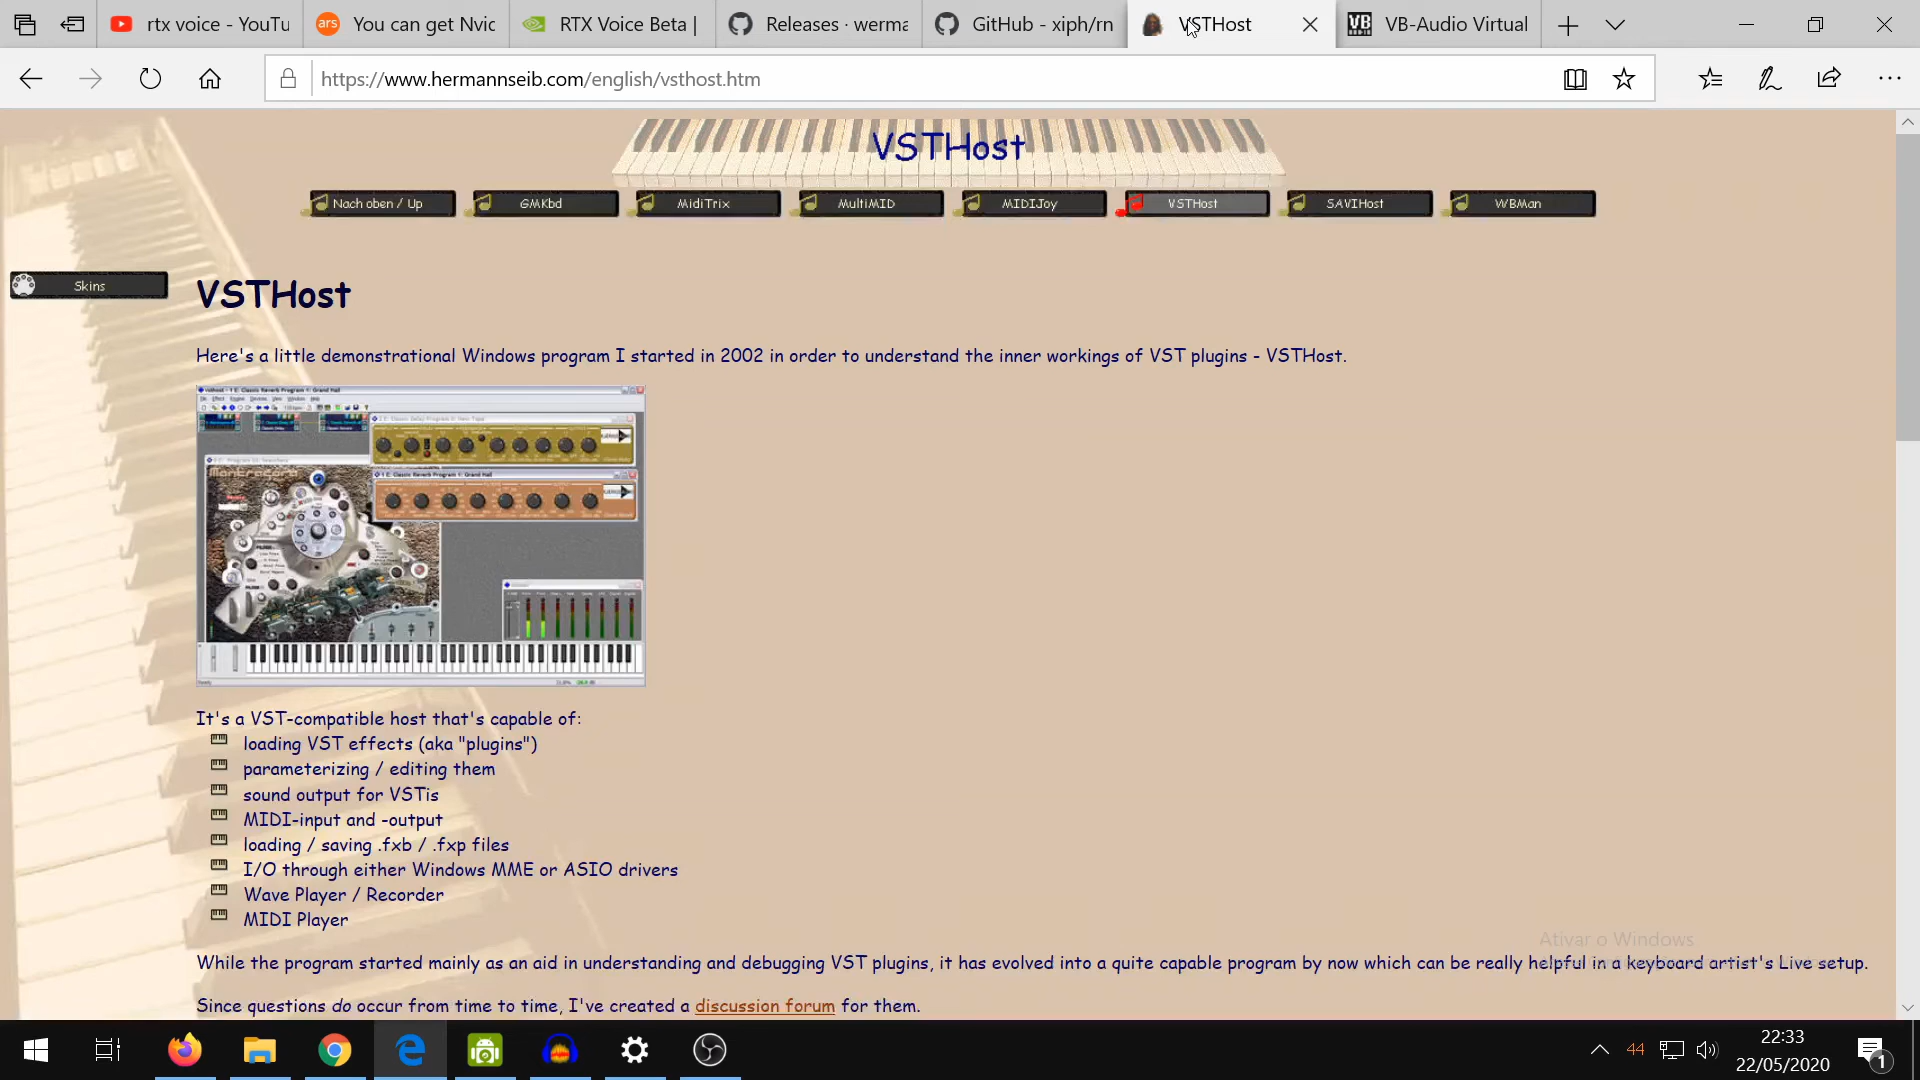 rtx voice - YouTu
You can get Nvic
RTX Voice Beta |
Releases · werma
GitHub - xiph/rn
VSTHost
VB-Audio Virtual
https://www.hermannseib.com/english/vsthost.htm
VSTHost
Nach oben / Up
GMKbd
MidiTrix
MultiMID
MIDIJoy
VSTHost
SAVIHost
WBMan
Skins
VSTHost
Here's a little demonstrational Windows program I started in 2002 in order to understand the inner workings of VST plugins - VSTHost.
It's a VST-compatible host that's capable of:
loading VST effects (aka "plugins")
parameterizing / editing them
sound output for VSTis
MIDI-input and -output
loading / saving .fxb / .fxp files
I/O through either Windows MME or ASIO drivers
Wave Player / Recorder
MIDI Player
Ativar o Windows
While the program started mainly as an aid in understanding and debugging VST plugins, it has evolved into a quite capable program by now which can be really helpful in a keyboard artist's Live setup.
Since questions do occur from time to time, I've created a discussion forum for them.
44
22:33
22/05/2020
1